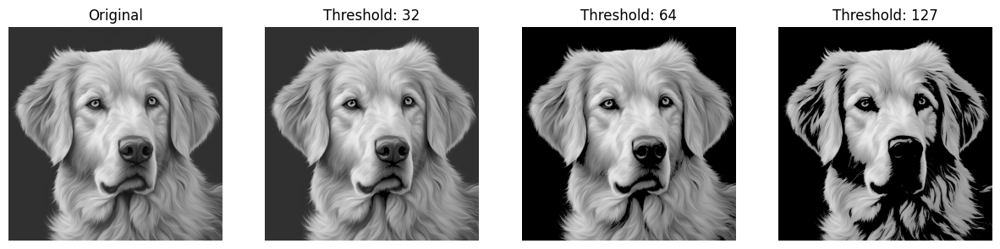 Original
Threshold: 32
Threshold: 64
Threshold: 127